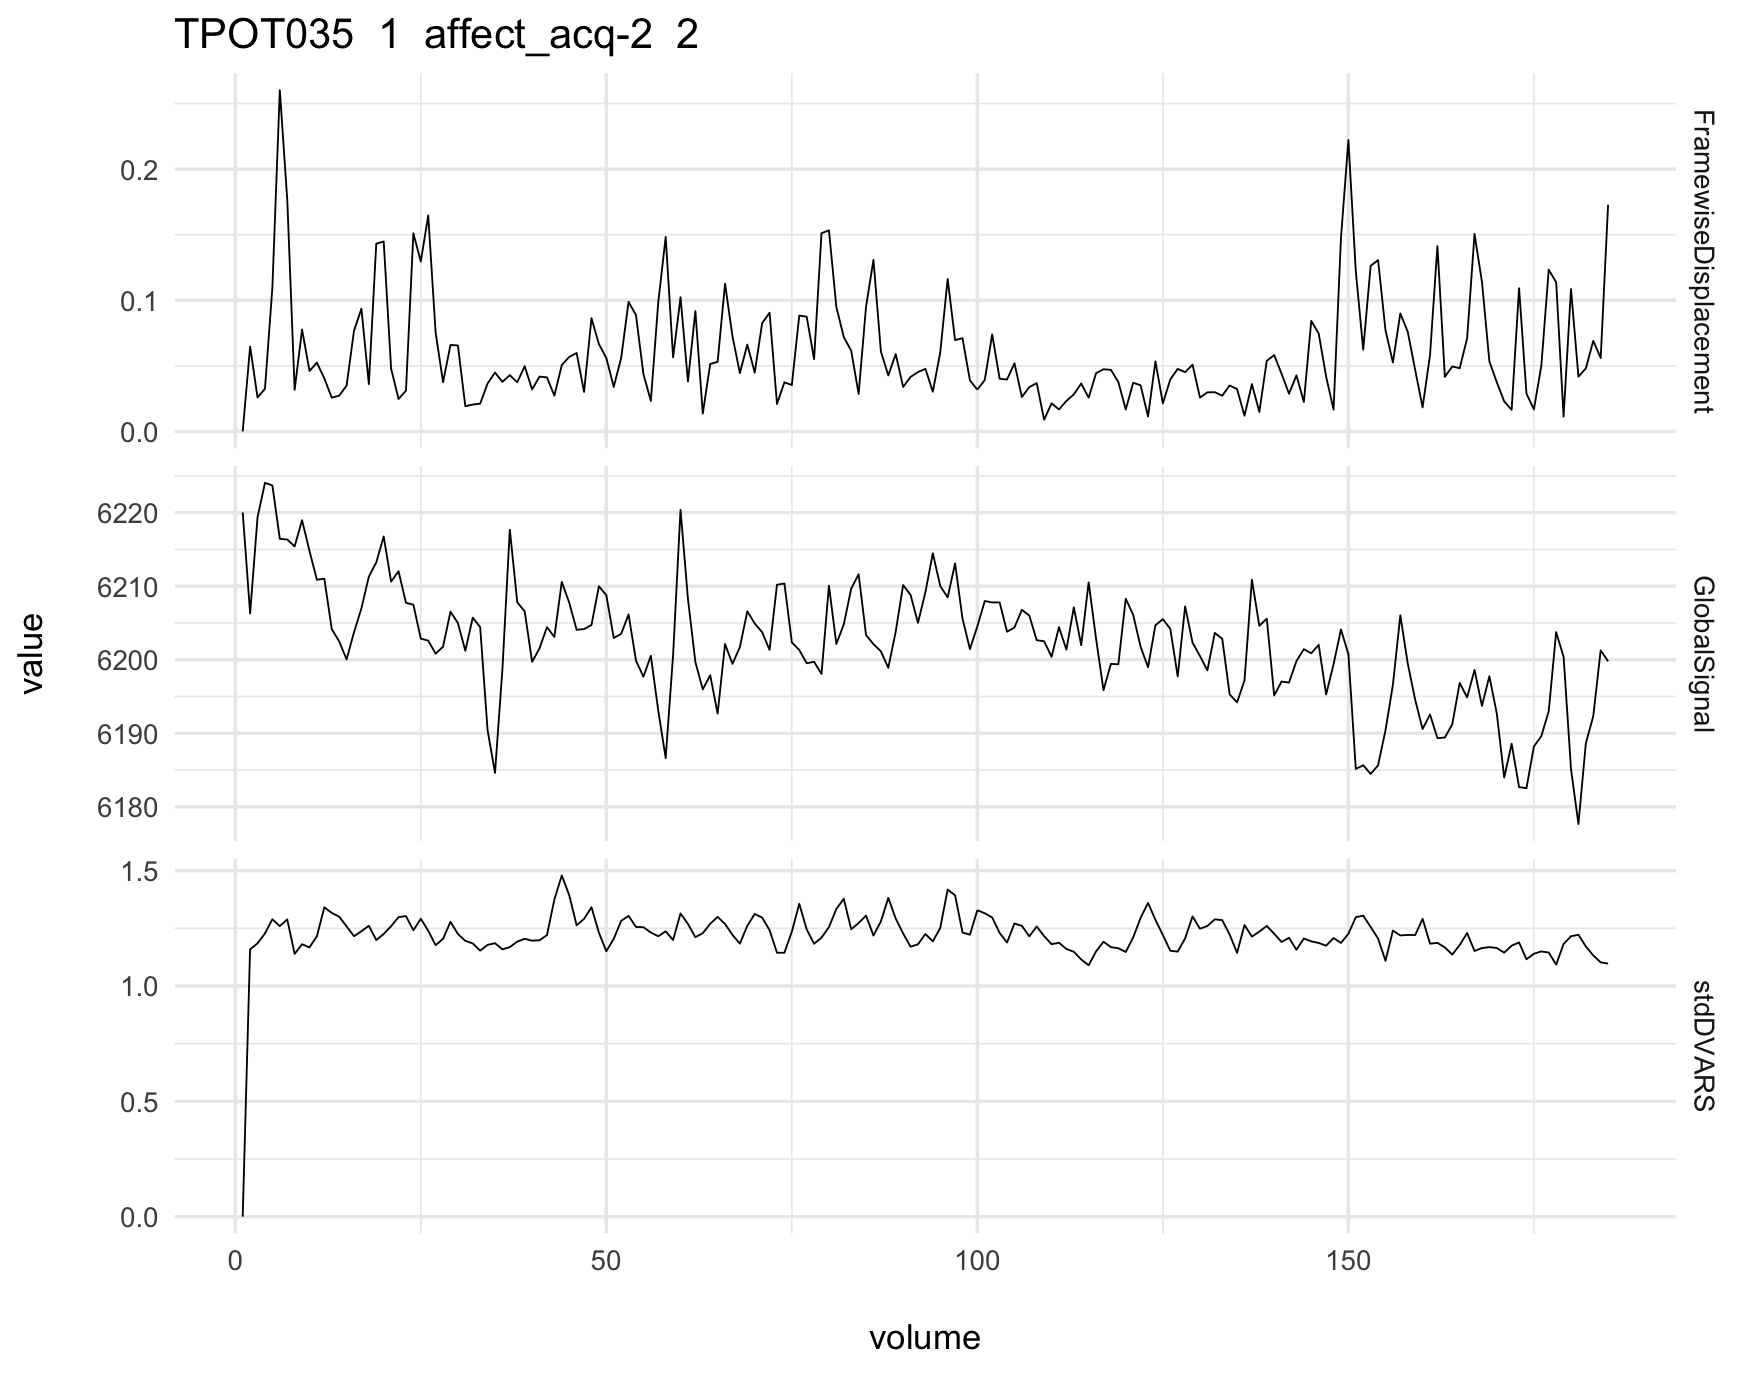 TPOT035 1 affect_acq-2 2
0.2
0.1
0.0
FramewiseDisplacement
6220
6210
6200
6190
6180
GlobalSignal
1.5
1.0
0.5
0.0
stdDVARS
value
0 50 100 150
volume